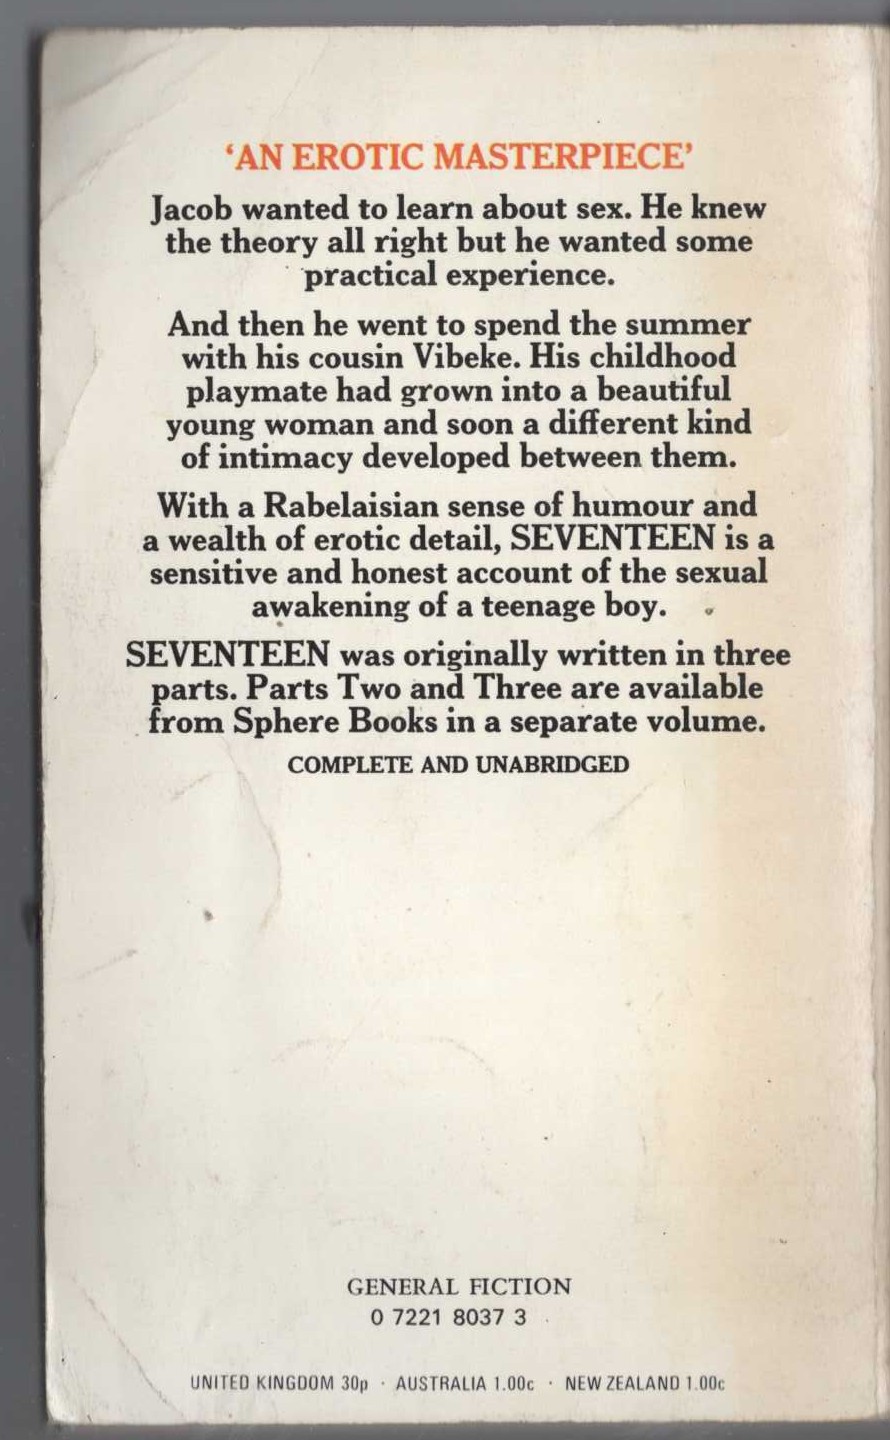 ‘AN EROTIC MASTERPIECE’
Jacob wanted to learn about sex. He knew
the theory all right but he wanted some
practical experience.
And then he went to spend the summer
with his cousin Vibeke. His childhood
playmate had grown into a beautiful
young woman and soon a different kind
of intimacy developed between them.
With a Rabelaisian sense of humour and
a wealth of erotic detail, SEVENTEEN is a
sensitive and honest account of the sexual
awakening of a teenage boy.
SEVENTEEN was originally written in three
parts. Parts Two and Three are available
from Sphere Books in a separate volume.
COMPLETE AND UNABRIDGED
GENERAL FICTION
0 7221 8037 3
UNITED KINGDOM 30p · AUSTRALIA 1.00c · NEW ZEALAND 1.00c